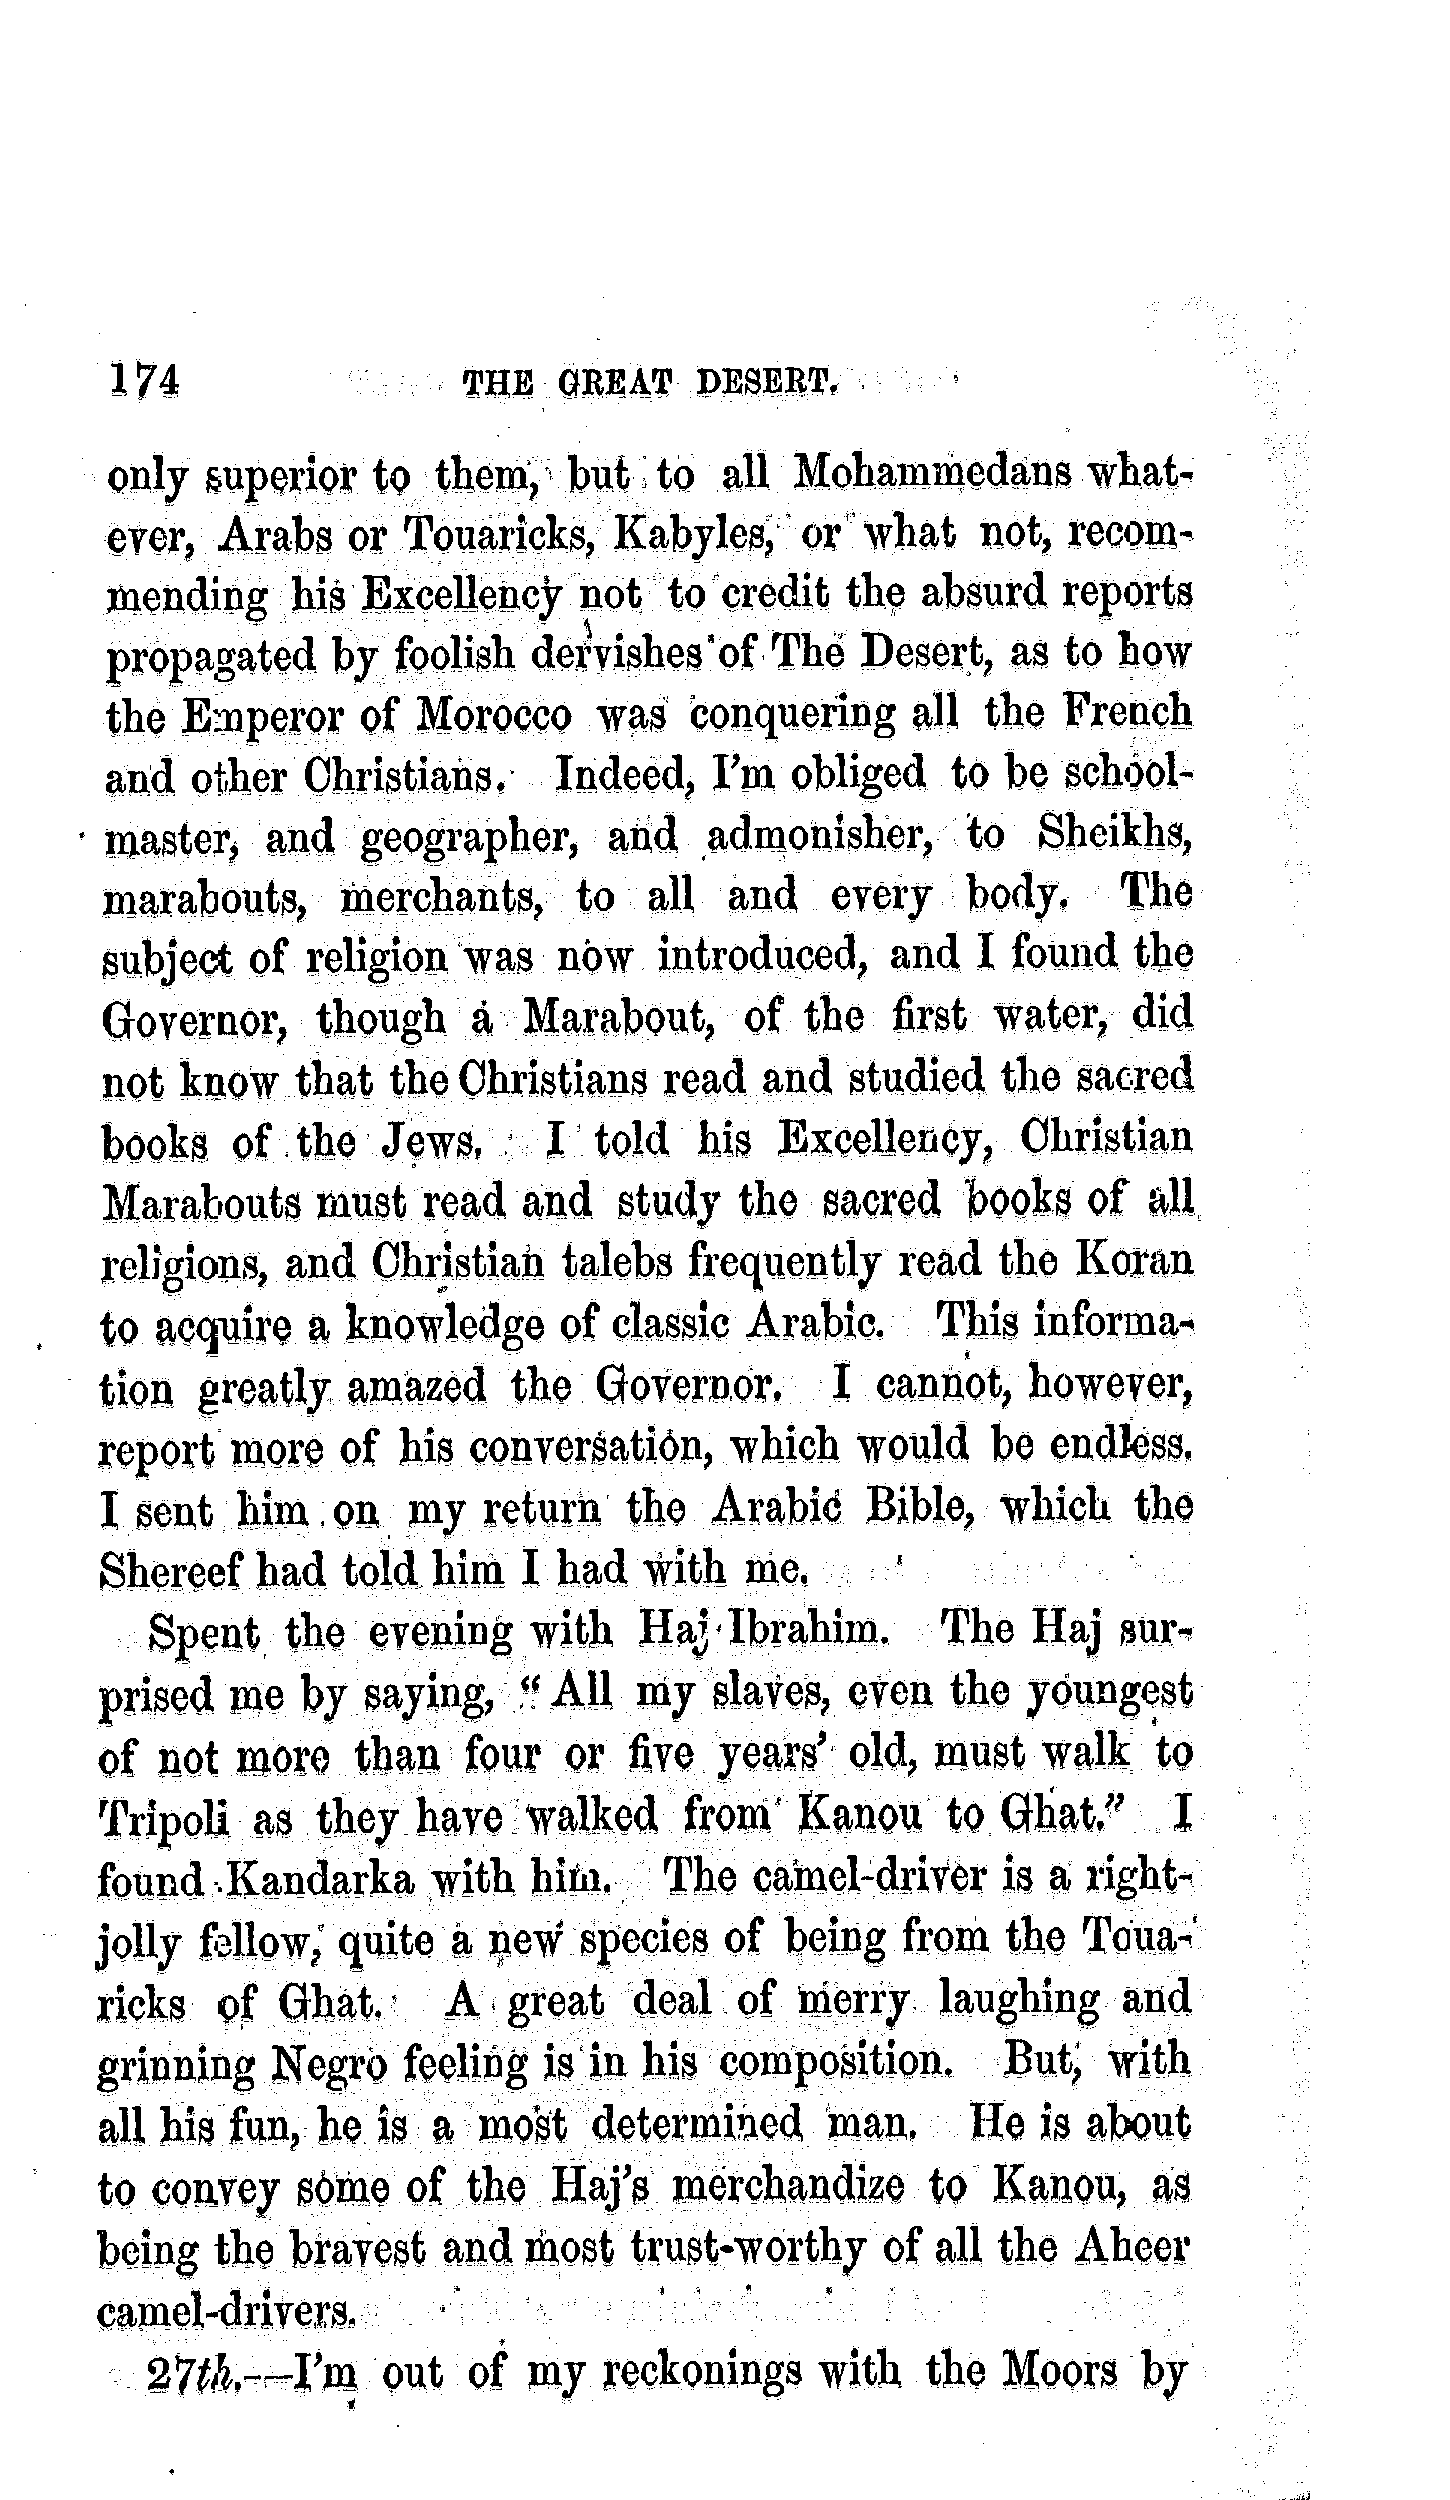 174 THE GREAT DESERT.
only superior to them, but to all Mohammedans what-
ever, Arabs or Touaricks, Kabyles, or what not, recom-
mending his Excellency not to credit the absurd reports
propagated by foolish dervishes of The Desert, as to how
the Emperor of Morocco was conquering all the French
and other Christians. Indeed, I'm obliged to be school-
master, and geographer, and admonisher, to Sheikhs,
marabouts, merchants, to all and every body. The
subject of religion was now introduced, and I found the
Governor, though a Marabout, of the first water, did
not know that the Christians read and studied the sacred
books of the Jews. I told his Excellency, Christian
Marabouts must read and study the sacred books of all
religions, and Christian talebs frequently read the Koran
to acquire a knowledge of classic Arabic. This informa-
tion greatly amazed the Governor. I cannot, however,
report more of his conversation, which would be endless.
I sent him on my return the Arabic Bible, which the
Shereef had told him I had with me.
Spent the evening with Haj Ibrahim. The Haj sur-
prised me by saying, "All my slaves, even the youngest
of not more than four or five years' old, must walk to
Tripoli as they have walked from Kanou to Ghat." I
found Kandarka with him. The camel-driver is a right-
jolly fellow, quite a new species of being from the Toua-
ricks of Ghat. A great deal of merry laughing and
grinning Negro feeling is in his composition. But, with
all his fun, he is a most determined man. He is about
to convey some of the Haj's merchandize to Kanou, as
being the bravest and most trust-worthy of all the Aheer
camel-drivers.
27th.—I'm out of my reckonings with the Moors by